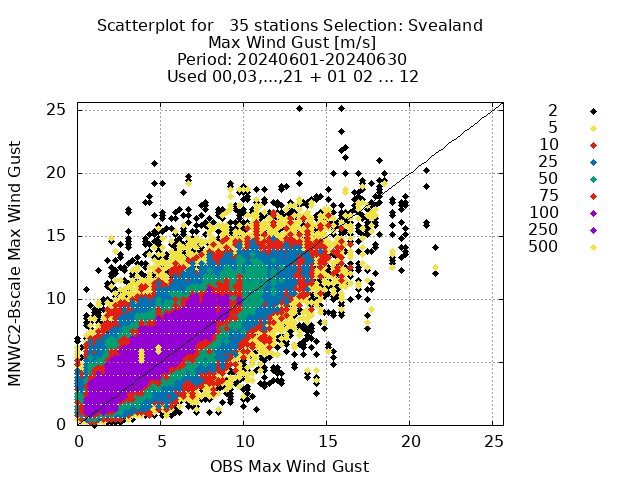 Scatterplot for   35 stations Selection: Svealand
Max Wind Gust [m/s]
Period: 20240601-20240630
Used 00,03,...,21 + 01 02 ... 12
MNWC2-Bscale Max Wind Gust
25
20
15
10
5
0
0 5 10 15 20 25
OBS Max Wind Gust
2
5
10
25
50
75
100
250
500